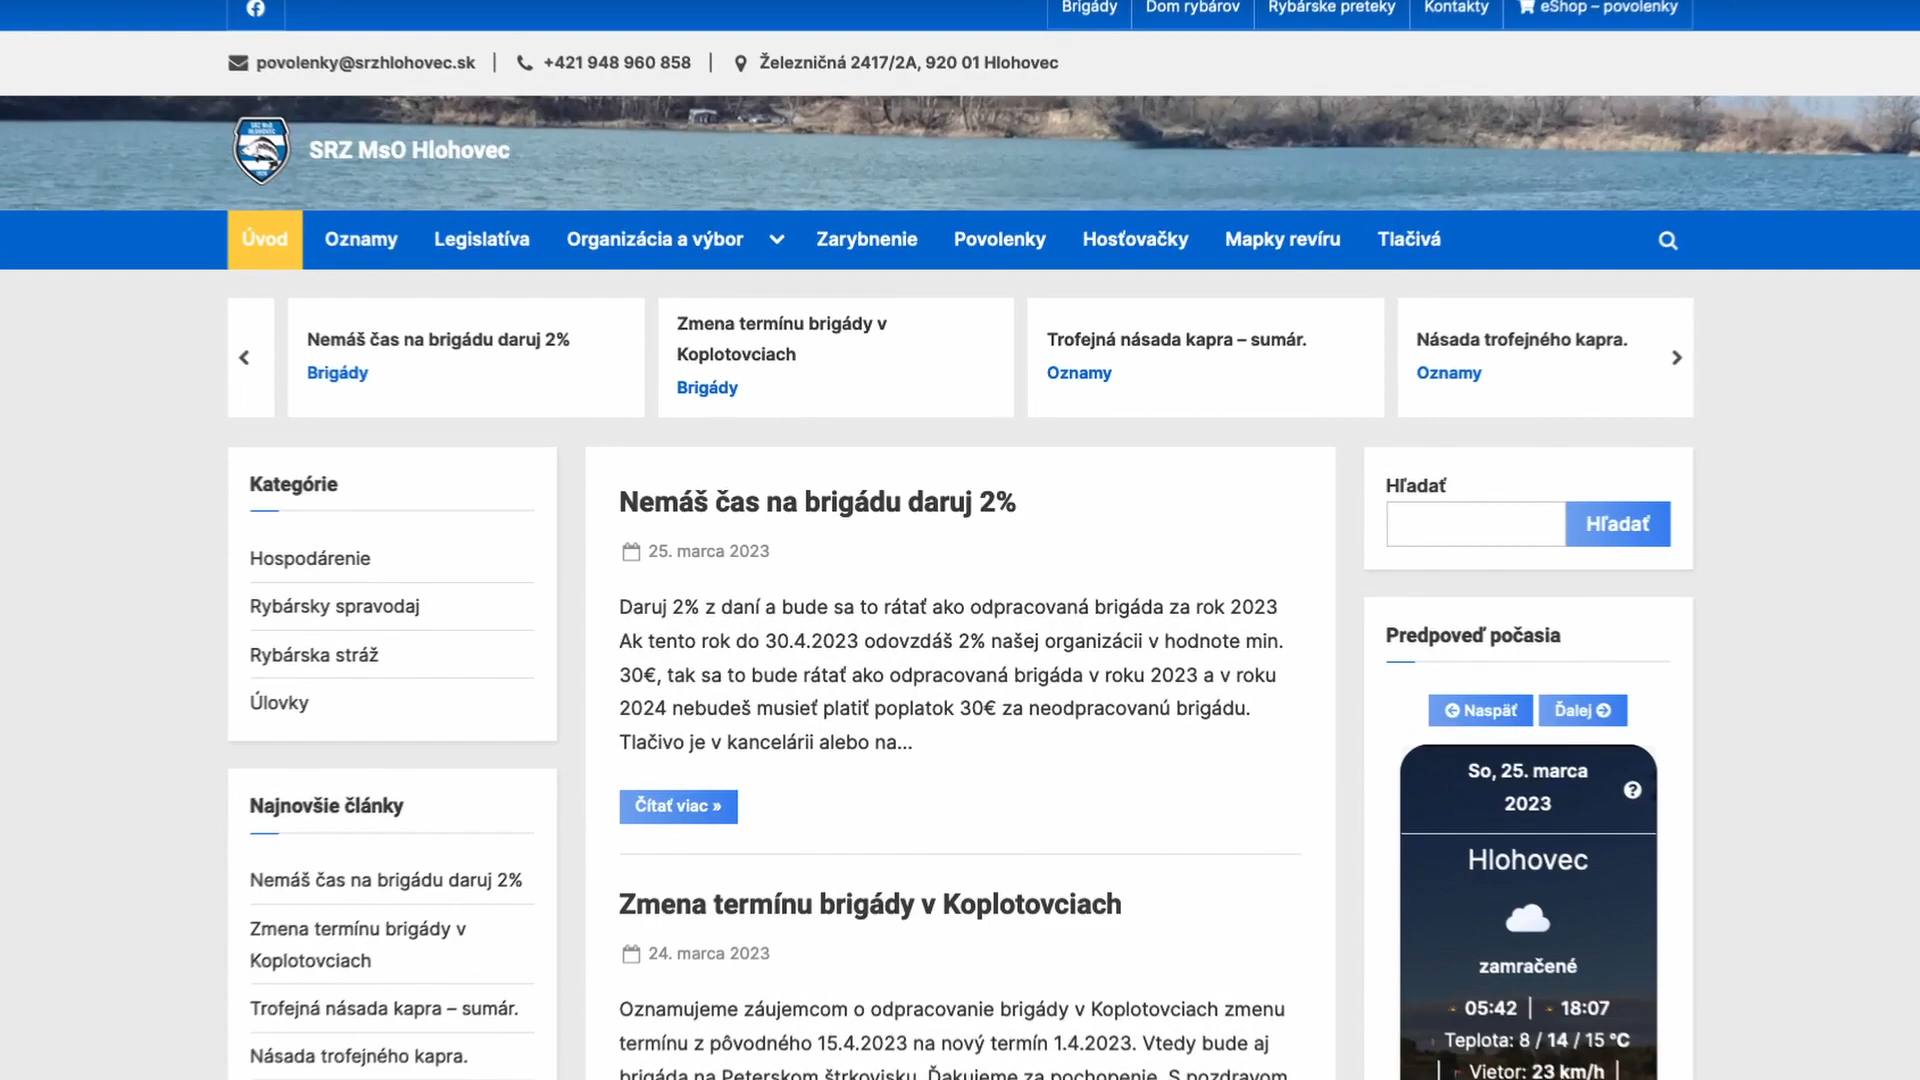 Brigády
Dom rybárov
Rybárske preteky
Kontakty
eShop – povolenky
povolenky@srzhlohovec.sk | +421 948 960 858 | Železničná 2417/2A, 920 01 Hlohovec
SRZ MsO Hlohovec
Úvod
Oznamy
Legislatíva
Organizácia a výbor
Zarybnenie
Povolenky
Hosťovačky
Mapky revíru
Tlačivá
Nemáš čas na brigádu daruj 2%
Brigády
Zmena termínu brigády v
Koplotovciach
Brigády
Trofejná násada kapra – sumár.
Oznamy
Násada trofejného kapra.
Oznamy
Kategórie
Hospodárenie
Rybársky spravodaj
Rybárska stráž
Úlovky
Najnovšie články
Nemáš čas na brigádu daruj 2%
Zmena termínu brigády v
Koplotovciach
Trofejná násada kapra – sumár.
Násada trofejného kapra.
Nemáš čas na brigádu daruj 2%
25. marca 2023
Daruj 2% z daní a bude sa to rátať ako odpracovaná brigáda za rok 2023
Ak tento rok do 30.4.2023 odovzdáš 2% našej organizácii v hodnote min.
30€, tak sa to bude rátať ako odpracovaná brigáda v roku 2023 a v roku
2024 nebudeš musieť platiť poplatok 30€ za neodpracovanú brigádu.
Tlačivo je v kancelárii alebo na...
Čítať viac »
Zmena termínu brigády v Koplotovciach
24. marca 2023
Oznamujeme záujemcom o odpracovanie brigády v Koplotovciach zmenu
termínu z pôvodného 15.4.2023 na nový termín 1.4.2023. Vtedy bude aj
brigáda na Peterskom štrkovisku. Ďakujeme za pochopenie. S pozdravom
Hľadať
Hľadať
Predpoveď počasia
Naspäť
Ďalej
So, 25. marca
2023
Hlohovec
zamračené
05:42 | 18:07
Teplota: 8 / 14 / 15 °C
| Vietor: 23 km/h |